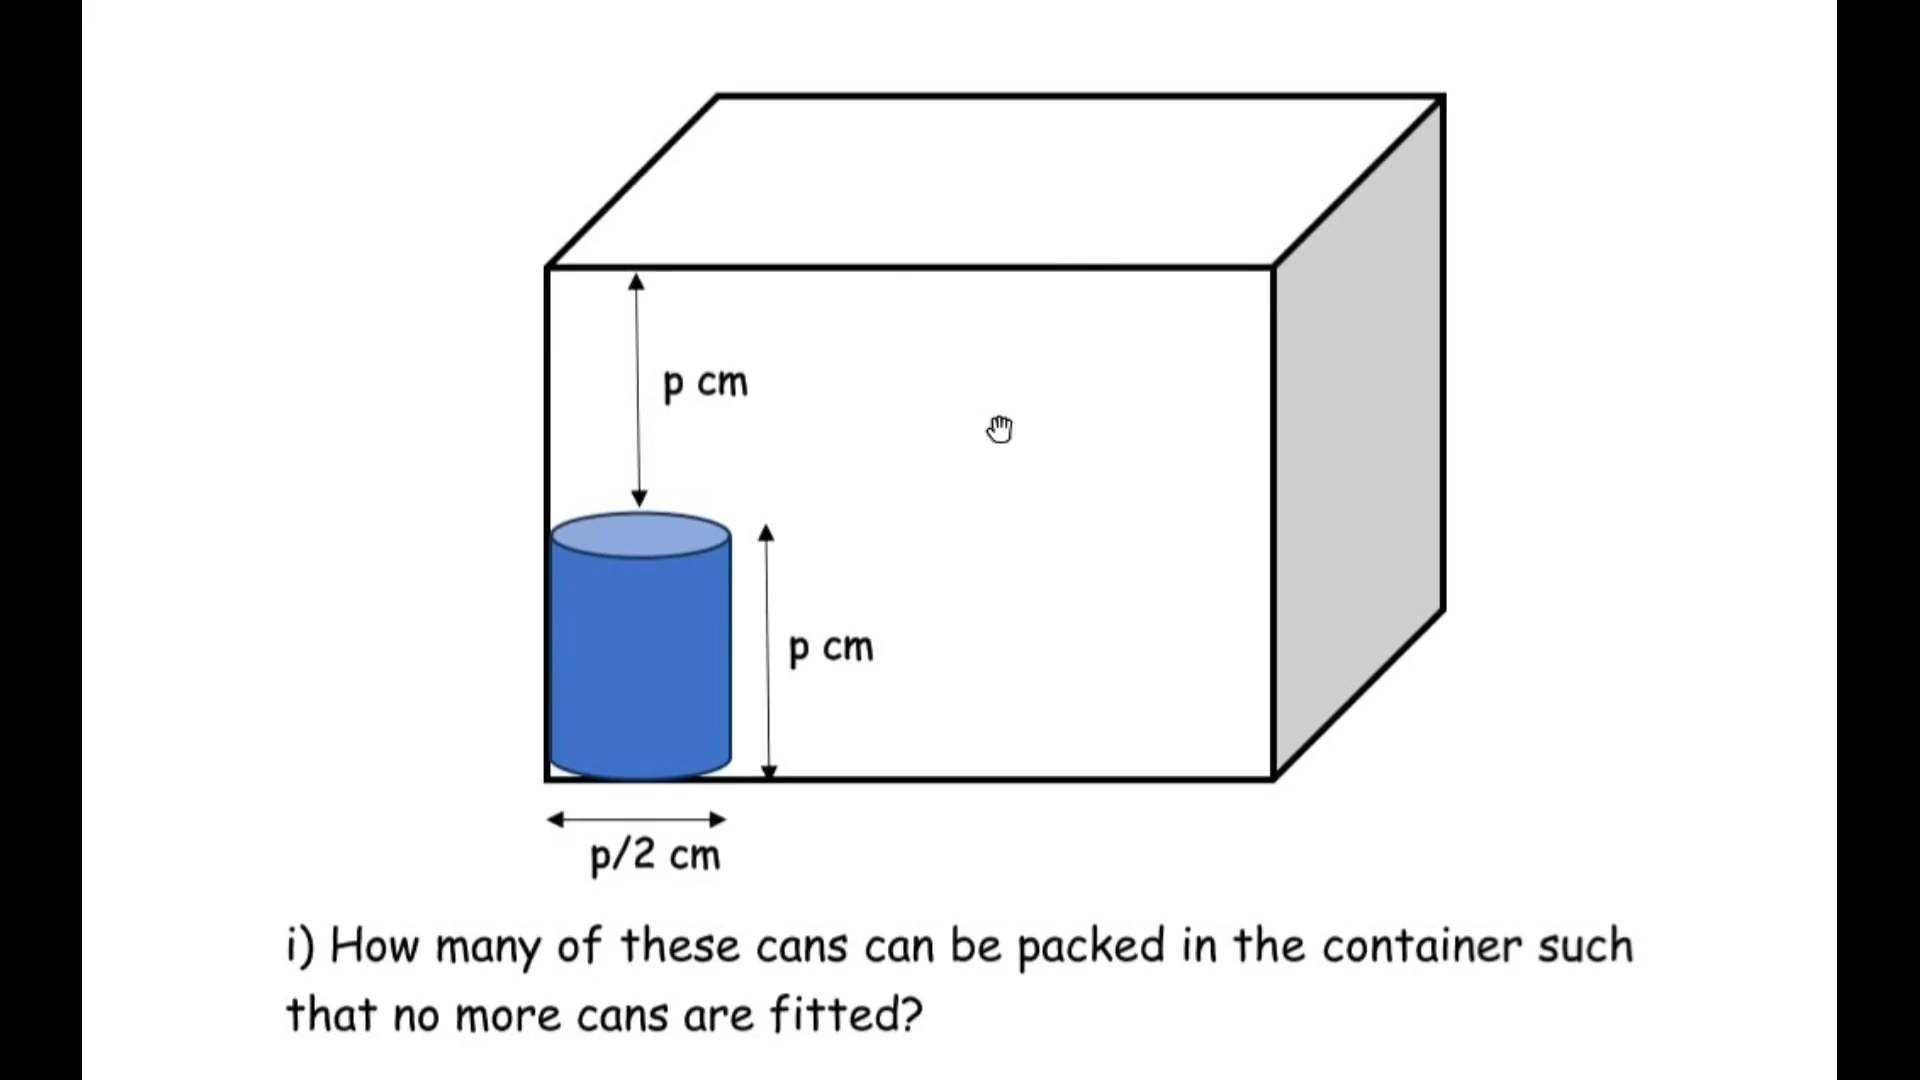 p cm
p cm
p/2 cm
i) How many of these cans can be packed in the container such
that no more cans are fitted?